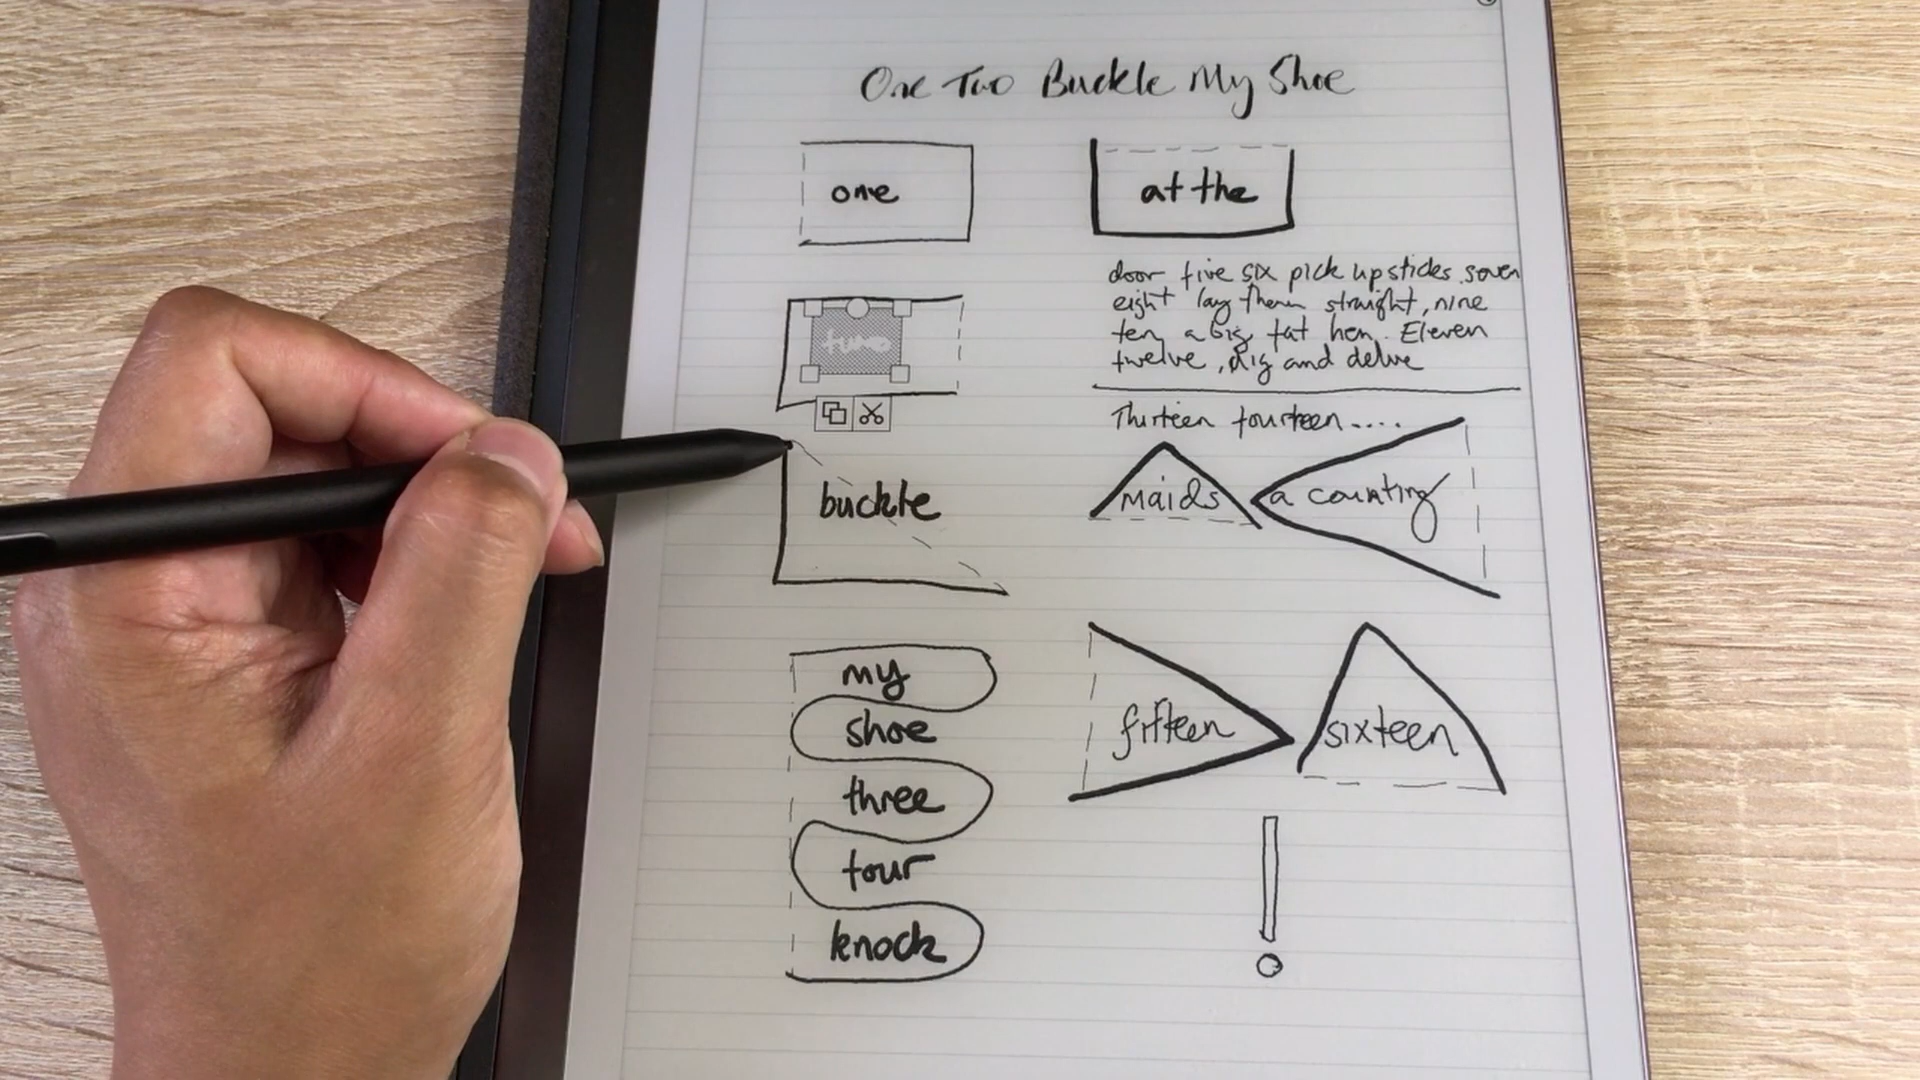 One Two Buckle My Shoe
one
two
buckle
my
shoe
three
four
knock
at the
door five six pick up sticks seven
eight lay them straight, nine
ten a big fat hen. Eleven
twelve, dig and delve
Thirteen fourteen....
Maids
a counting
fifteen
sixteen
!